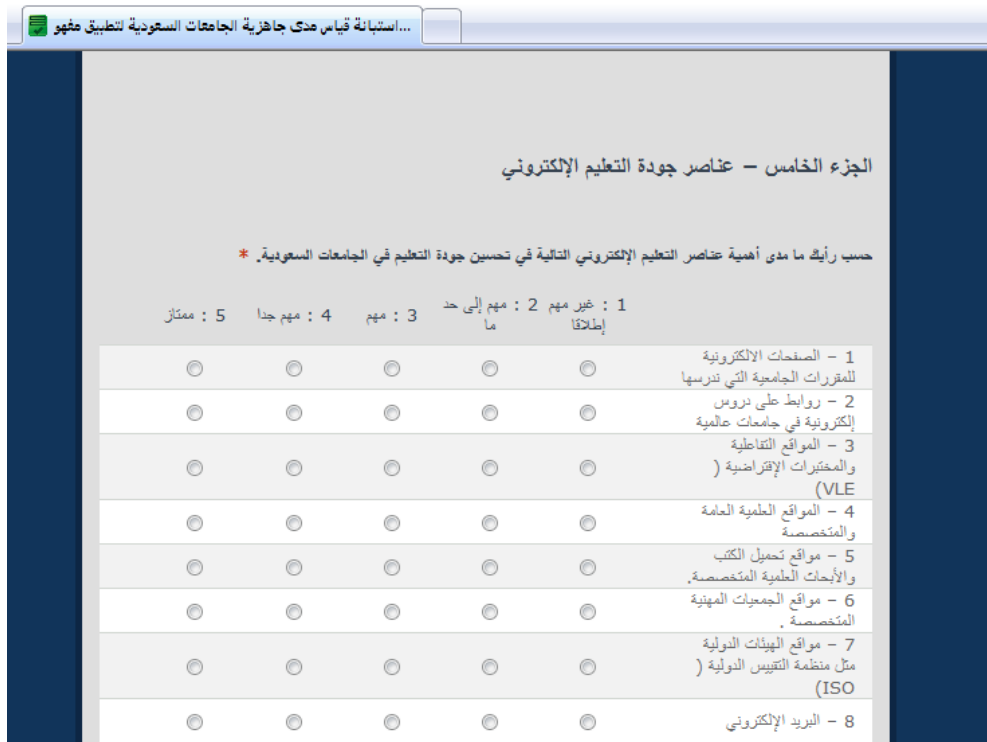 استبانة قياس مدى جاهزية الجامعات السعودية لتطبيق مفهو...
الجزء الخامس – عناصر جودة التعليم الإلكتروني
حسب رأيك ما مدى أهمية عناصر التعليم الإلكتروني التالية في تحسين جودة التعليم في الجامعات السعودية. *
1 : غير مهم إطلاقا
2 : مهم إلى حد ما
3 : مهم
4 : مهم جدا
5 : ممتاز
1 – الصفحات الالكترونية
للمقررات الجامعية التي تدرسها
2 – روابط على دروس
إلكترونية في جامعات عالمية
3 – المواقع التفاعلية
والمختبرات الإفتراضية (
VLE)
4 – المواقع العلمية العامة
والمتخصصة
5 – مواقع تحميل الكتب
والأبحاث العلمية المتخصصة.
6 – مواقع الجمعيات المهنية
المتخصصة .
7 – مواقع الهيئات الدولية
مثل منظمة التقييس الدولية (
ISO)
8 – البريد الإلكتروني